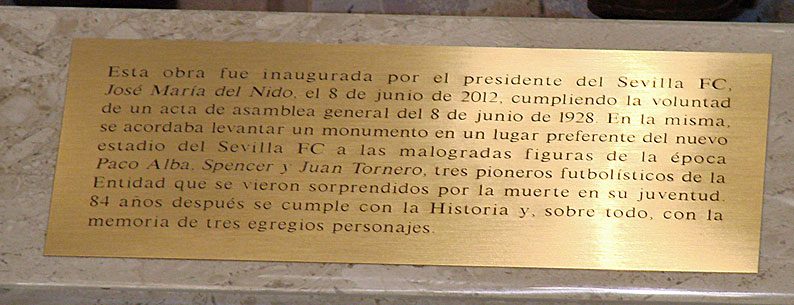 Esta obra fue inaugurada por el presidente del Sevilla FC,
José María del Nido, el 8 de junio de 2012, cumpliendo la voluntad
de un acta de asamblea general del 8 de junio de 1928. En la misma,
se acordaba levantar un monumento en un lugar preferente del nuevo
estadio del Sevilla FC a las malogradas figuras de la época
Paco Alba, Spencer y Juan Tornero, tres pioneros futbolísticos de la
Entidad que se vieron sorprendidos por la muerte en su juventud.
84 años después se cumple con la Historia y, sobre todo, con la
memoria de tres egregios personajes.